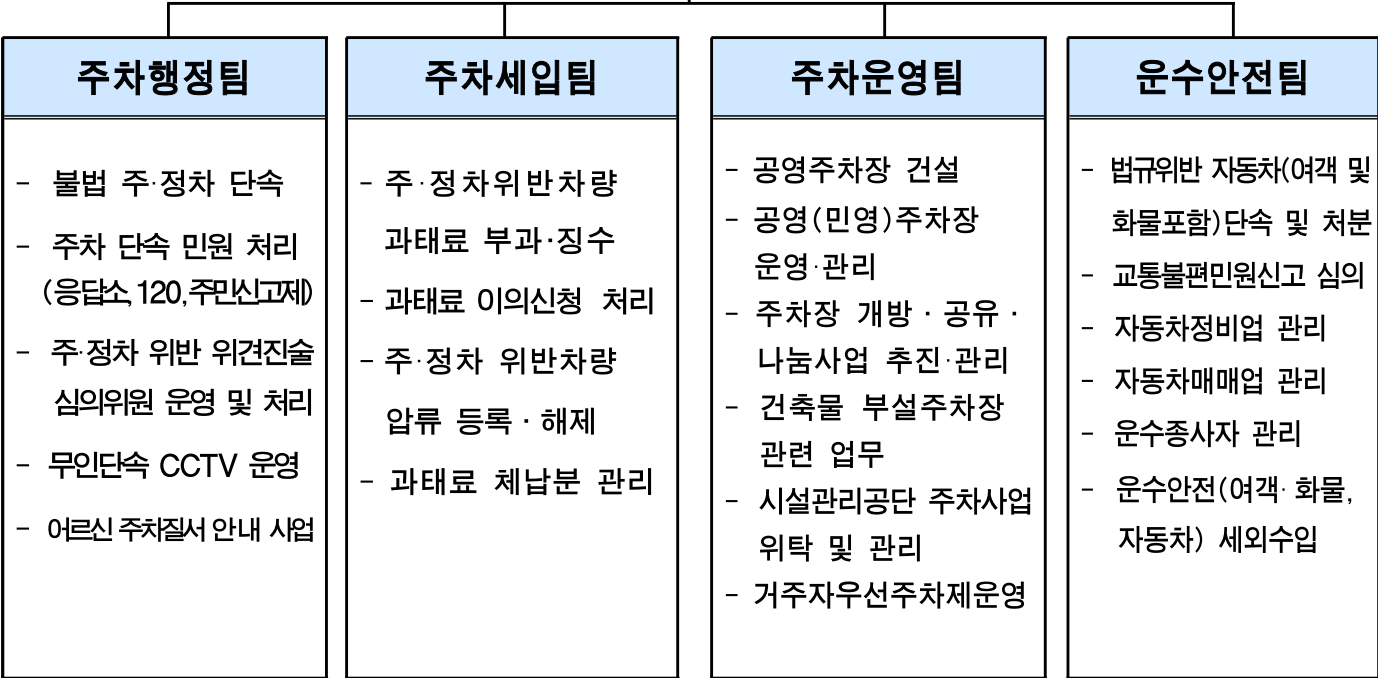 주차행정팀
- 불법 주·정차 단속
- 주차 단속 민원 처리
(응답소, 120, 주민신고제)
- 주·정차 위반 위견진술
심의위원 운영 및 처리
- 무인단속 CCTV 운영
- 어르신 주차질서 안내 사업
주차세입팀
- 주·정차위반차량
과태료 부과·징수
- 과태료 이의신청 처리
- 주·정차 위반차량
압류 등록·해제
- 과태료 체납분 관리
주차운영팀
- 공영주차장 건설
- 공영(민영)주차장
운영·관리
- 주차장 개방·공유·
나눔사업 추진·관리
- 건축물 부설주차장
관련 업무
- 시설관리공단 주차사업
위탁 및 관리
- 거주자우선주차제운영
운수안전팀
- 법규위반 자동차(여객 및
화물포함)단속 및 처분
- 교통불편민원신고 심의
- 자동차정비업 관리
- 자동차매매업 관리
- 운수종사자 관리
- 운수안전(여객·화물,
자동차) 세외수입